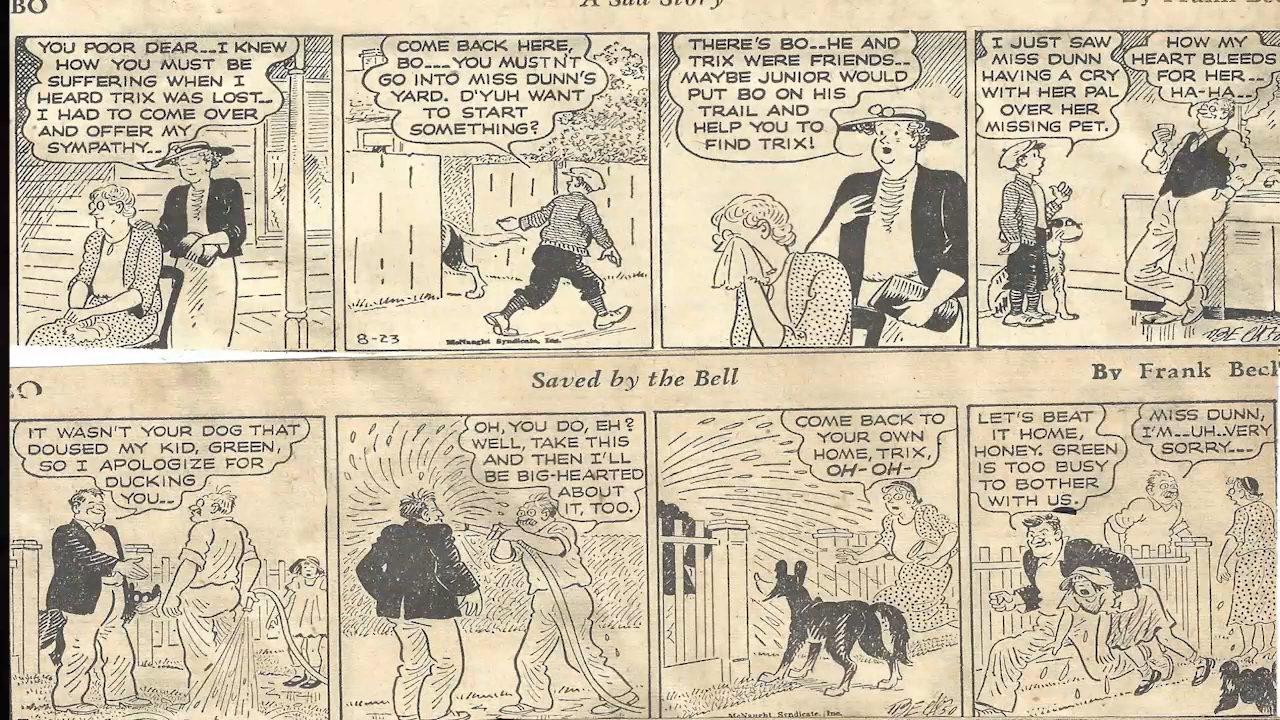 BO
A Sad Story
YOU POOR DEAR...I KNEW
HOW YOU MUST BE
SUFFERING WHEN I
HEARD TRIX WAS LOST...
I HAD TO COME OVER
AND OFFER MY
SYMPATHY...
COME BACK HERE,
BO---YOU MUSTN'T
GO INTO MISS DUNN'S
YARD. D'YUH WANT
TO START
SOMETHING?
8-23
McNaught Syndicate, Inc.
THERE'S BO...HE AND
TRIX WERE FRIENDS...
MAYBE JUNIOR WOULD
PUT BO ON HIS
TRAIL AND
HELP YOU TO
FIND TRIX!
I JUST SAW
MISS DUNN
HAVING A CRY
WITH HER PAL
OVER HER
MISSING PET.
HOW MY
HEART BLEEDS
FOR HER...
HA-HA...
Saved by the Bell
By Frank Beck
IT WASN'T YOUR DOG THAT
DOUSED MY KID, GREEN,
SO I APOLOGIZE FOR
DUCKING
YOU...
OH, YOU DO, EH?
WELL, TAKE THIS
AND THEN I'LL
BE BIG-HEARTED
ABOUT
IT, TOO.
COME BACK TO
YOUR OWN
HOME, TRIX,
OH-OH-
McNaught Syndicate, Inc.
LET'S BEAT
IT HOME,
HONEY. GREEN
IS TOO BUSY
TO BOTHER
WITH US.
MISS DUNN,
I'M...UH..VERY
SORRY---